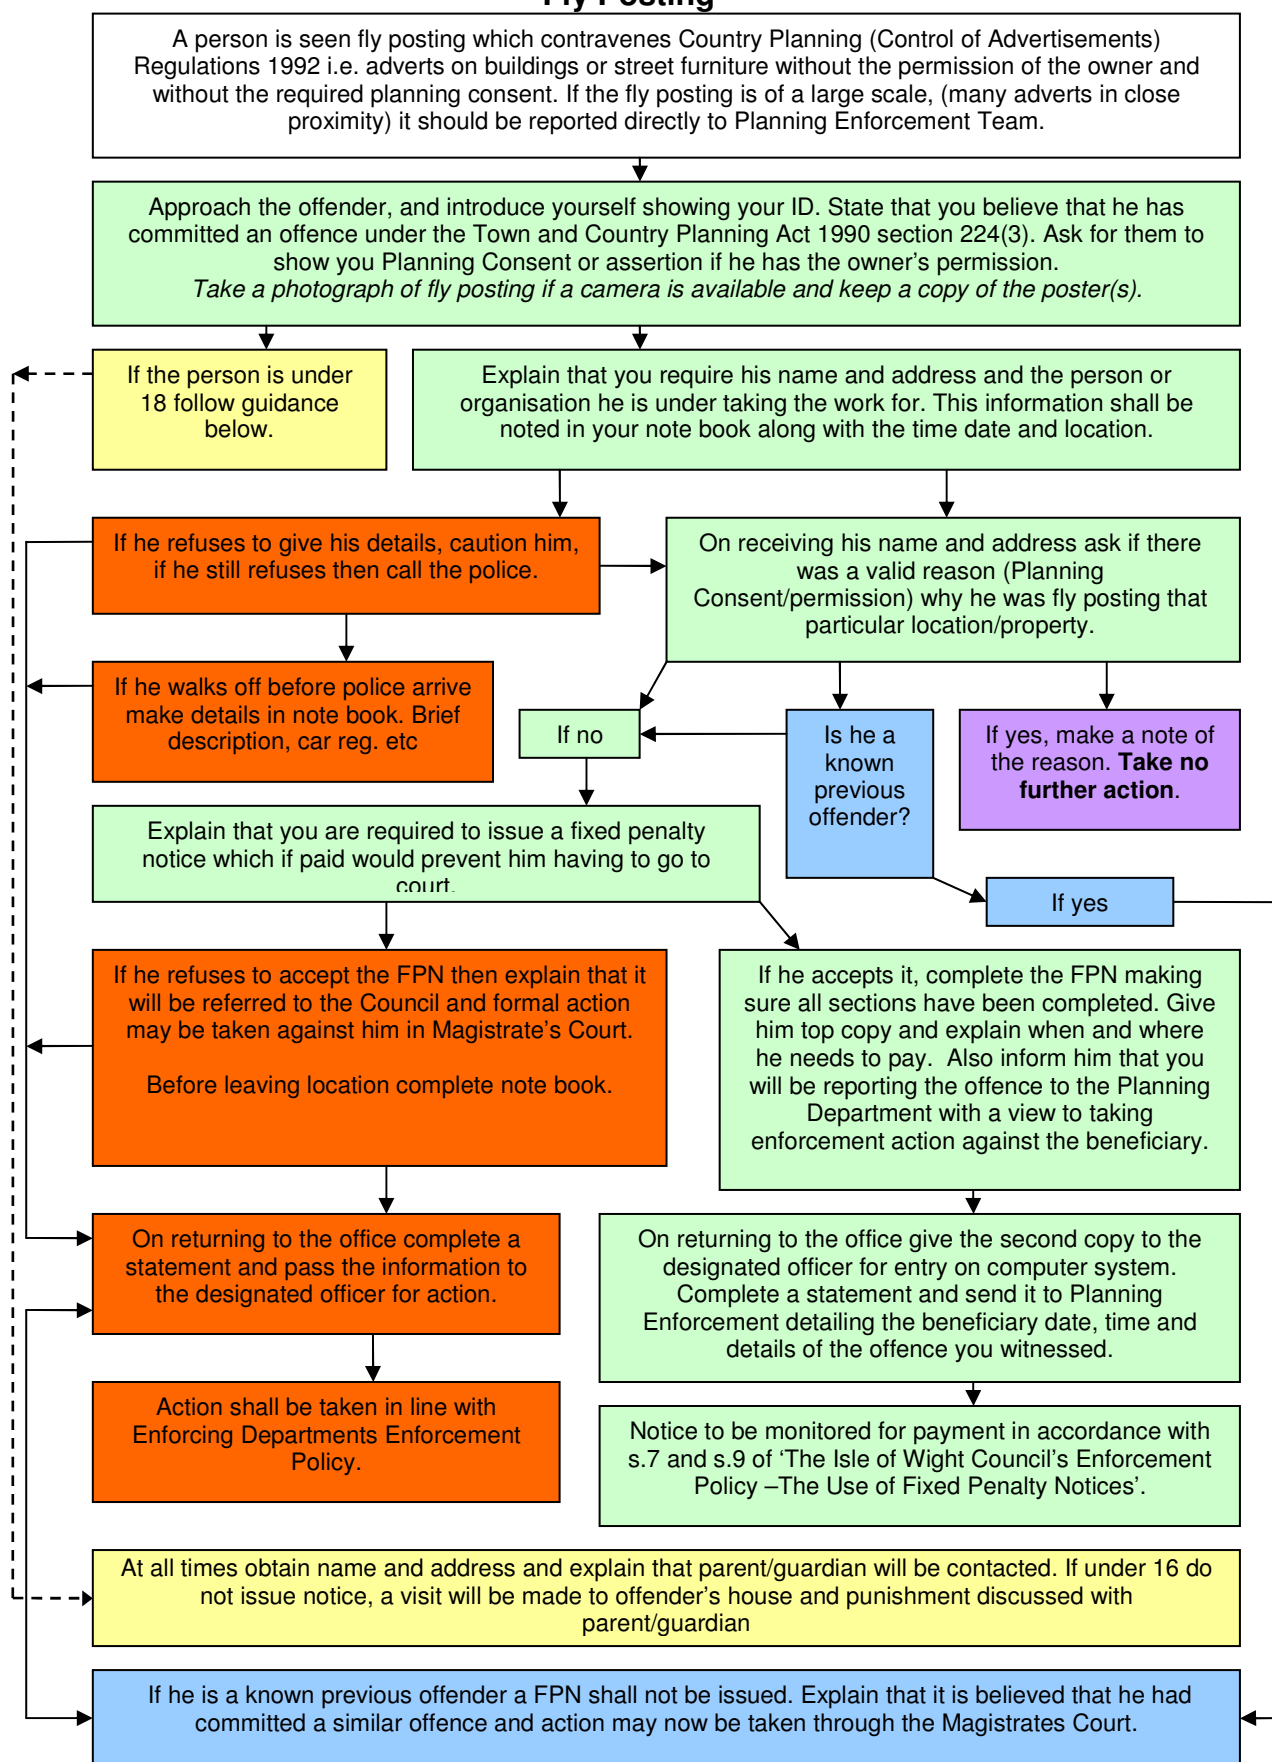 Fly Posting
A person is seen fly posting which contravenes Country Planning (Control of Advertisements)
Regulations 1992 i.e. adverts on buildings or street furniture without the permission of the owner and
without the required planning consent. If the fly posting is of a large scale, (many adverts in close
proximity) it should be reported directly to Planning Enforcement Team.
Approach the offender, and introduce yourself showing your ID. State that you believe that he has
committed an offence under the Town and Country Planning Act 1990 section 224(3). Ask for them to
show you Planning Consent or assertion if he has the owner's permission.
Take a photograph of fly posting if a camera is available and keep a copy of the poster(s).
If the person is under
18 follow guidance
below.
Explain that you require his name and address and the person or
organisation he is under taking the work for. This information shall be
noted in your note book along with the time date and location.
If he refuses to give his details, caution him,
if he still refuses then call the police.
On receiving his name and address ask if there
was a valid reason (Planning
Consent/permission) why he was fly posting that
particular location/property.
If he walks off before police arrive
make details in note book. Brief
description, car reg. etc
If no
Is he a
known
previous
offender?
If yes, make a note of
the reason. Take no
further action.
Explain that you are required to issue a fixed penalty
notice which if paid would prevent him having to go to
court.
If yes
If he refuses to accept the FPN then explain that it
will be referred to the Council and formal action
may be taken against him in Magistrate's Court.
Before leaving location complete note book.
If he accepts it, complete the FPN making
sure all sections have been completed. Give
him top copy and explain when and where
he needs to pay.  Also inform him that you
will be reporting the offence to the Planning
Department with a view to taking
enforcement action against the beneficiary.
On returning to the office complete a
statement and pass the information to
the designated officer for action.
On returning to the office give the second copy to the
designated officer for entry on computer system.
Complete a statement and send it to Planning
Enforcement detailing the beneficiary date, time and
details of the offence you witnessed.
Action shall be taken in line with
Enforcing Departments Enforcement
Policy.
Notice to be monitored for payment in accordance with
s.7 and s.9 of ‘The Isle of Wight Council's Enforcement
Policy –The Use of Fixed Penalty Notices’.
At all times obtain name and address and explain that parent/guardian will be contacted. If under 16 do
not issue notice, a visit will be made to offender's house and punishment discussed with
parent/guardian
If he is a known previous offender a FPN shall not be issued. Explain that it is believed that he had
committed a similar offence and action may now be taken through the Magistrates Court.